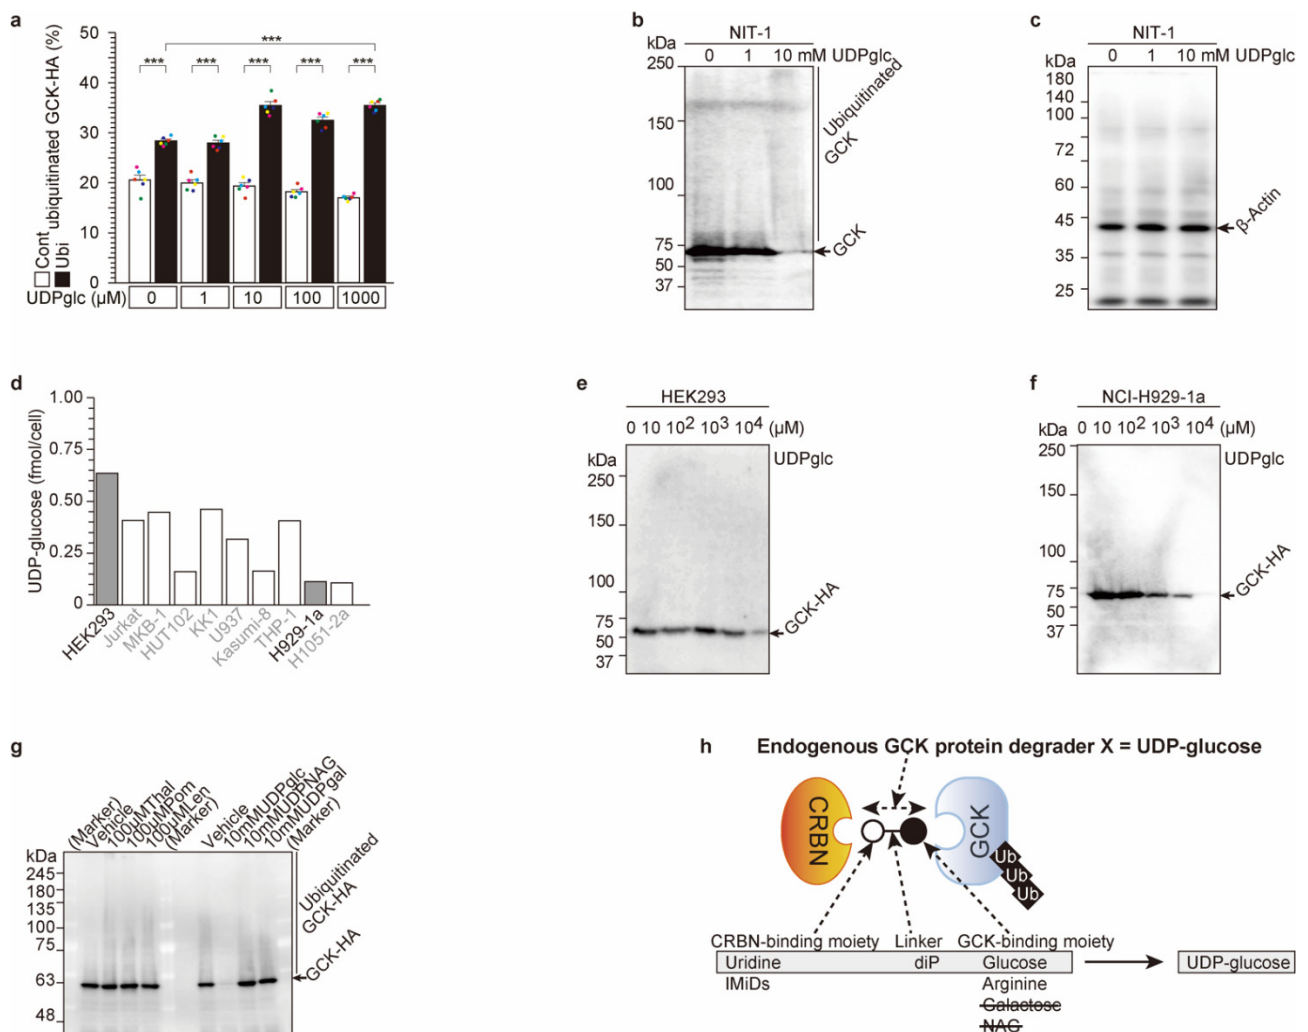 a
Ubiquitinated GCK-HA (%)
50
40
30
20
10
0
***
*** *** *** *** ***
Cont
Ubi
UDPglc (µM) 0 1 10 100 1000
b
NIT-1
kDa 0 1 10 mM UDPglc
250
150
100
75
50
37
Ubiquitinated
GCK
GCK
c
NIT-1
kDa 0 1 10 mM UDPglc
180
140
100
72
60
45
35
25
β-Actin
d
UDP-glucose (fmol/cell)
1.00
0.75
0.50
0.25
0
HEK293
Jurkat
MKB-1
HUT102
KK1
U937
Kasumi-8
THP-1
H929-1a
H1051-2a
e
HEK293
0 10 10² 10³ 10⁴ (µM)
kDa
UDPglc
250
150
100
75
50
37
GCK-HA
f
NCI-H929-1a
0 10 10² 10³ 10⁴ (µM)
kDa
UDPglc
250
150
100
75
50
37
GCK-HA
g
(Marker)
Vehicle
100µMThal
100µMPom
100µMLen
(Marker)
Vehicle
10mMUDPglc
10mMUDPNAG
10mMUDPgal
(Marker)
kDa
245
180
135
100
75
63
48
Ubiquitinated
GCK-HA
GCK-HA
h
Endogenous GCK protein degrader X = UDP-glucose
CRBN
GCK
Ub
Ub
Ub
CRBN-binding moiety Linker GCK-binding moiety
Uridine diP Glucose UDP-glucose
IMiDs Arginine
Galactose
NAG